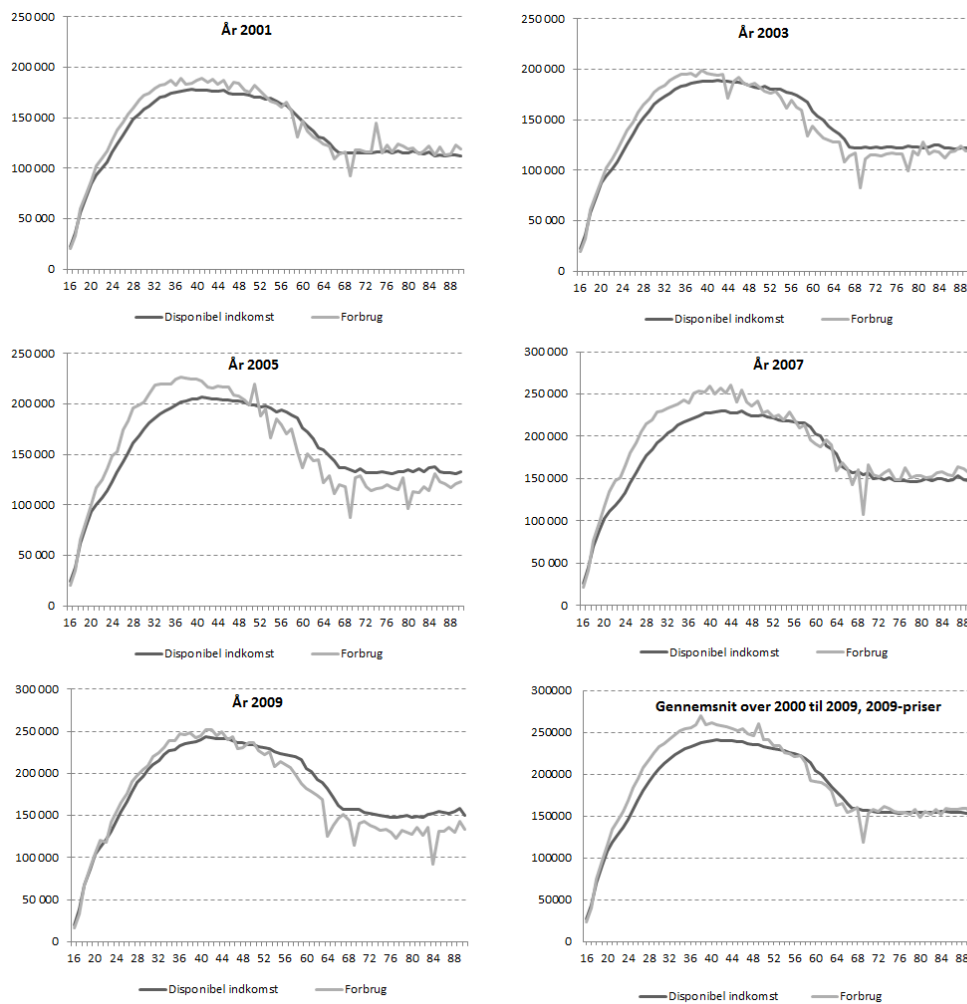 År 2001
250 000
200 000
150 000
100 000
50 000
0
16 20 24 28 32 36 40 44 48 52 56 60 64 68 72 76 80 84 88
Disponibel indkomst Forbrug
År 2003
250 000
200 000
150 000
100 000
50 000
0
16 20 24 28 32 36 40 44 48 52 56 60 64 68 72 76 80 84 88
Disponibel indkomst Forbrug
År 2005
250 000
200 000
150 000
100 000
50 000
0
16 20 24 28 32 36 40 44 48 52 56 60 64 68 72 76 80 84 88
Disponibel indkomst Forbrug
År 2007
300 000
250 000
200 000
150 000
100 000
50 000
0
16 20 24 28 32 36 40 44 48 52 56 60 64 68 72 76 80 84 88
Disponibel indkomst Forbrug
År 2009
300 000
250 000
200 000
150 000
100 000
50 000
0
16 20 24 28 32 36 40 44 48 52 56 60 64 68 72 76 80 84 88
Disponibel indkomst Forbrug
Gennemsnit over 2000 til 2009, 2009-priser
300000
250000
200000
150000
100000
50000
0
16 20 24 28 32 36 40 44 48 52 56 60 64 68 72 76 80 84 88
Disponibel indkomst Forbrug